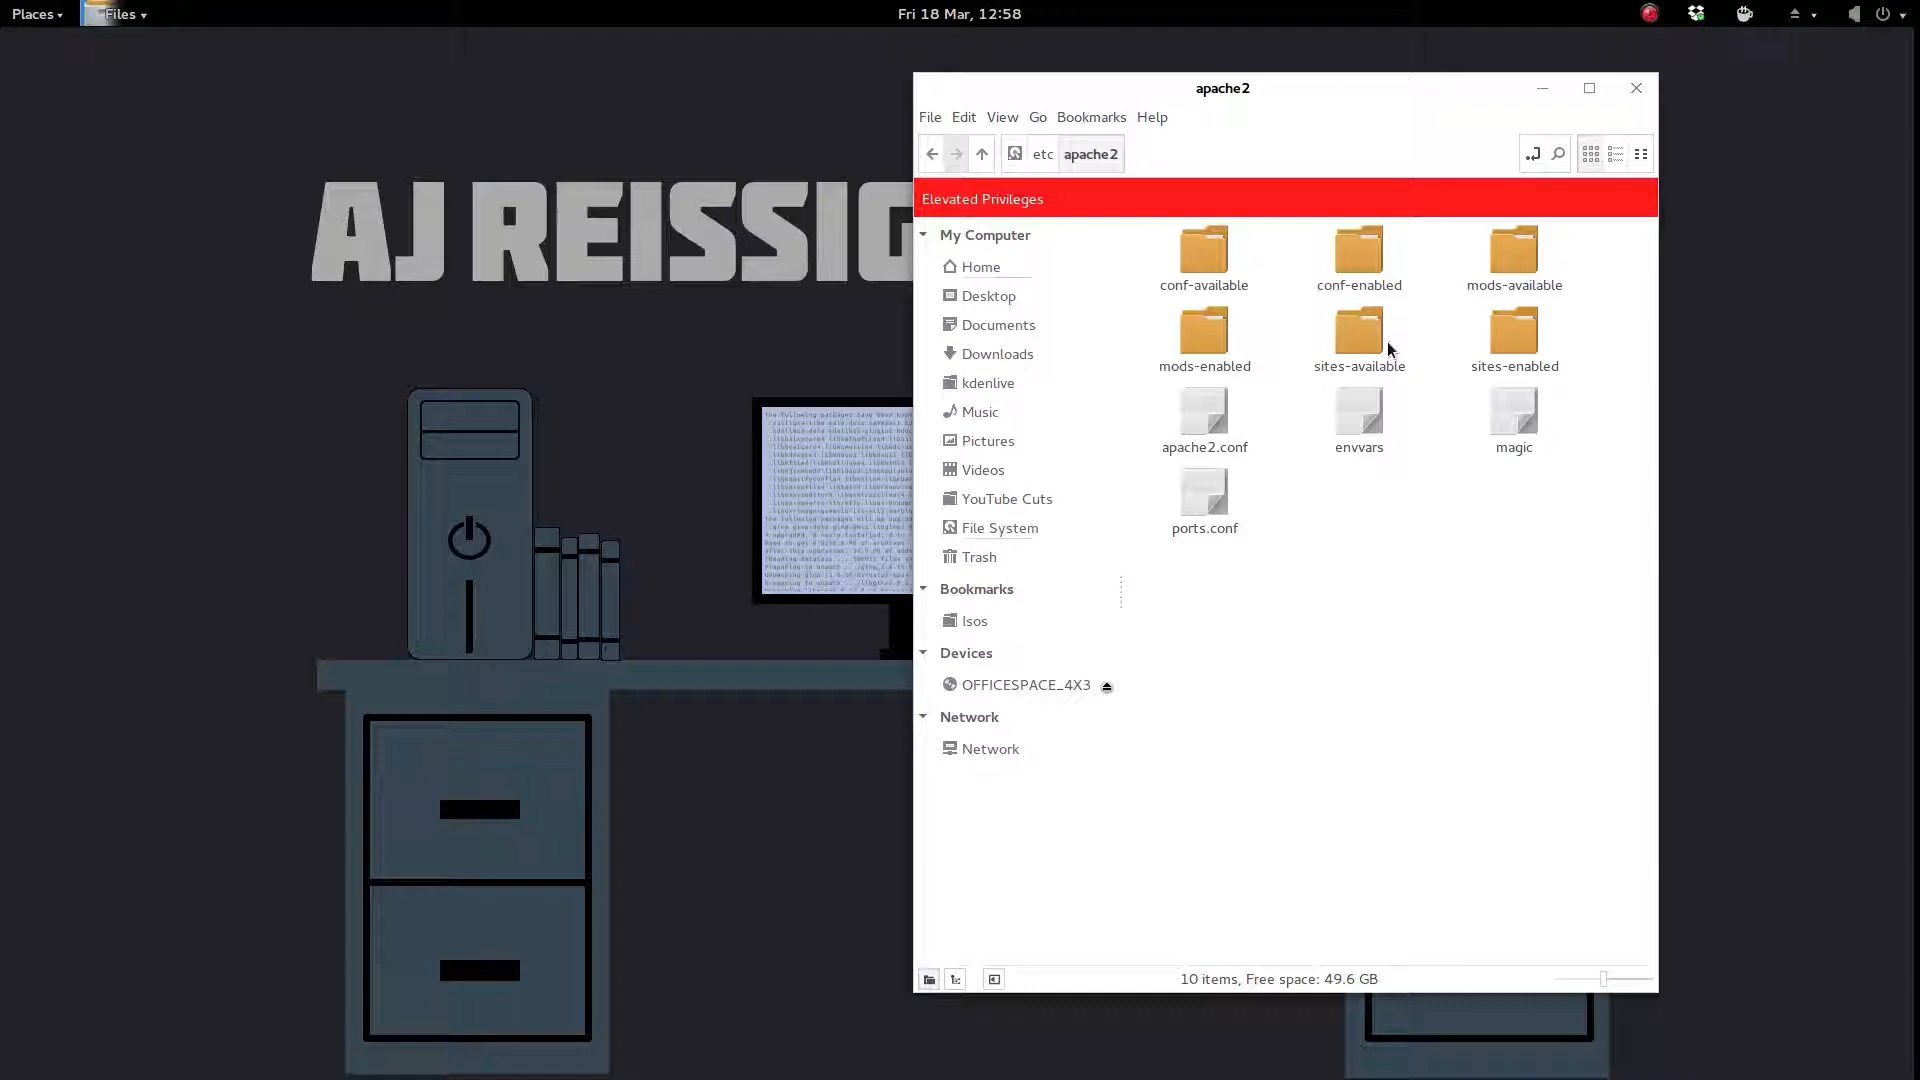 Places
Files
Fri 18 Mar, 12:58
AJ REISSIG
apache2
File Edit View Go Bookmarks Help
etc apache2
Elevated Privileges
My Computer
Home
Desktop
Documents
Downloads
kdenlive
Music
Pictures
Videos
YouTube Cuts
File System
Trash
Bookmarks
Isos
Devices
OFFICESPACE_4X3
Network
Network
conf-available conf-enabled mods-available
mods-enabled sites-available sites-enabled
apache2.conf envvars magic
ports.conf
10 items, Free space: 49.6 GB